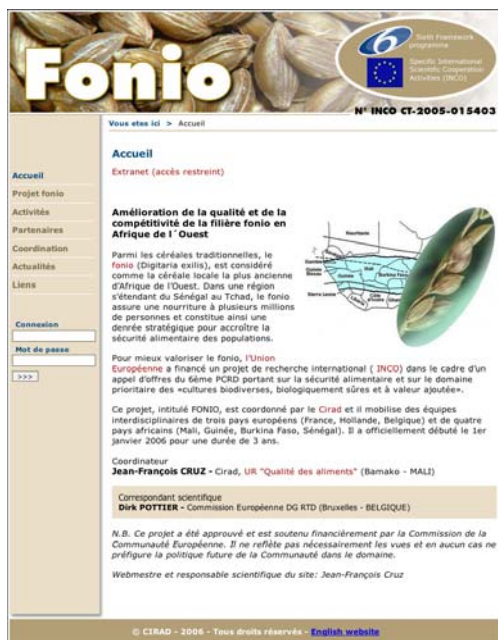 Fonio
6
Sixth Framework
programme
Specific International
Scientific Cooperation
Activities (INCO)
N° INCO CT-2005-015403
Vous etes ici > Accueil
Accueil
Projet fonio
Activités
Partenaires
Coordination
Actualités
Liens
Connexion
Mot de passe
>>>
Accueil
Extranet (accès restreint)
Amélioration de la qualité et de la
compétitivité de la filière fonio en
Afrique de l´Ouest
Parmi les céréales traditionnelles, le
fonio (Digitaria exilis), est considéré
comme la céréale locale la plus ancienne
d'Afrique de l'Ouest. Dans une région
s'étendant du Sénégal au Tchad, le fonio
assure une nourriture à plusieurs millions
de personnes et constitue ainsi une
denrée stratégique pour accroître la
sécurité alimentaire des populations.
Mauritanie
Mali
Burkina Faso
Guinée
Sierra Leone
Pour mieux valoriser le fonio, l'Union
Européenne a financé un projet de recherche international ( INCO) dans le cadre d'un
appel d'offres du 6ème PCRD portant sur la sécurité alimentaire et sur le domaine
prioritaire des «cultures biodiverses, biologiquement sûres et à valeur ajoutée».
Ce projet, intitulé FONIO, est coordonné par le Cirad et il mobilise des équipes
interdisciplinaires de trois pays européens (France, Hollande, Belgique) et de quatre
pays africains (Mali, Guinée, Burkina Faso, Sénégal). Il a officiellement débuté le 1er
janvier 2006 pour une durée de 3 ans.
Coordinateur
Jean-François CRUZ - Cirad, UR "Qualité des aliments" (Bamako - MALI)
Correspondant scientifique
Dirk POTTIER - Commission Européenne DG RTD (Bruxelles - BELGIQUE)
N.B. Ce projet a été approuvé et est soutenu financièrement par la Commission de la
Communauté Européenne. Il ne reflète pas nécessairement les vues et en aucun cas ne
préfigure la politique future de la Communauté dans le domaine.
Webmestre et responsable scientifique du site: Jean-François Cruz
© CIRAD - 2006 - Tous droits réservés - English website